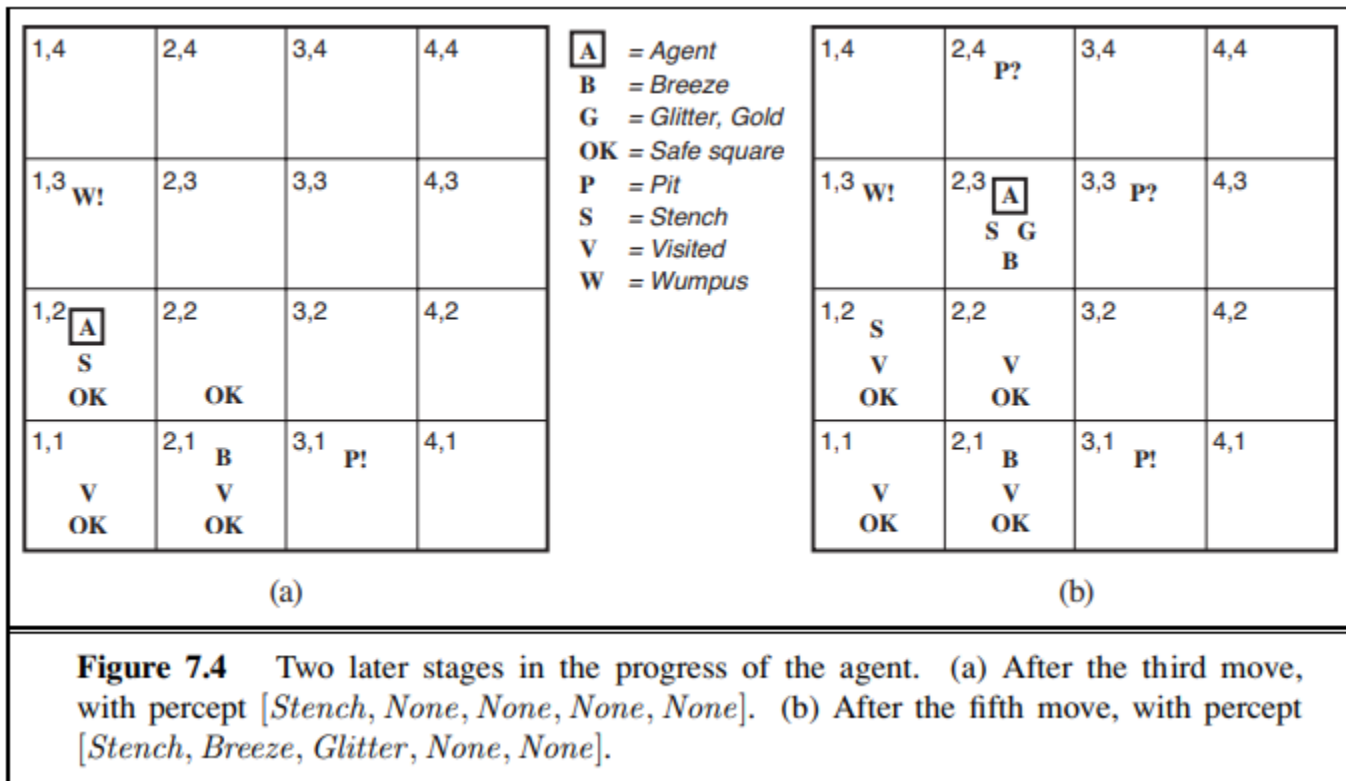 1,4 2,4 3,4 4,4
1,3 W! 2,3 3,3 4,3
1,2 A 2,2 3,2 4,2
S
OK OK
1,1 2,1 B 3,1 P! 4,1
V V
OK OK
(a)
A = Agent
B = Breeze
G = Glitter, Gold
OK = Safe square
P = Pit
S = Stench
V = Visited
W = Wumpus
1,4 2,4 P? 3,4 4,4
1,3 W! 2,3 A 3,3 P? 4,3
S G
B
1,2 S 2,2 3,2 4,2
V V
OK OK
1,1 2,1 B 3,1 P! 4,1
V V
OK OK
(b)
Figure 7.4 Two later stages in the progress of the agent. (a) After the third move,
with percept [Stench, None, None, None, None]. (b) After the fifth move, with percept
[Stench, Breeze, Glitter, None, None].